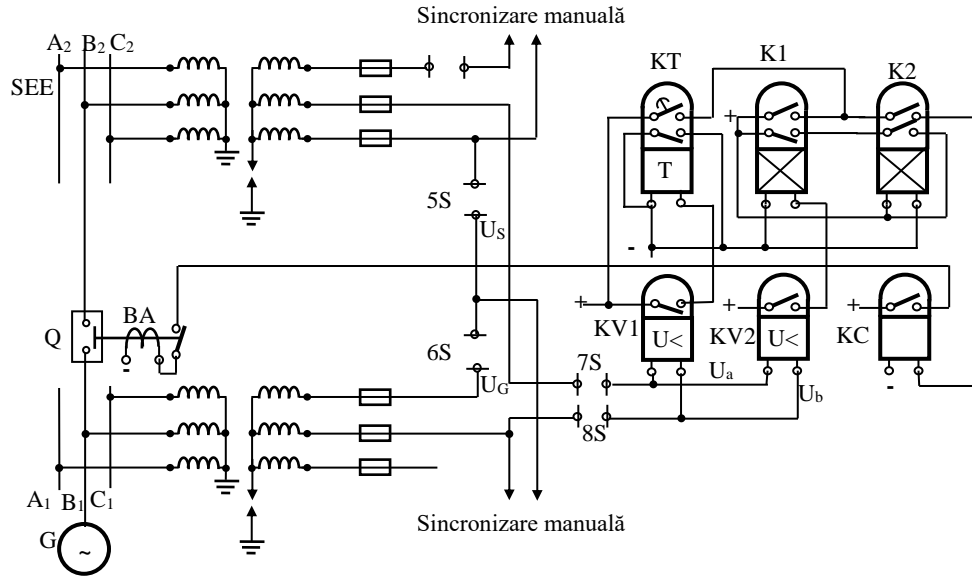 Sincronizare manuală
A2 B2 C2
SEE
KT K1 K2
+
T
5S
US
-
BA
Q
-
+ KV1 U<
+ KV2 U<
+ KC
-
6S
UG
7S
Ua
Ub
8S
A1 B1 C1
G ~
Sincronizare manuală